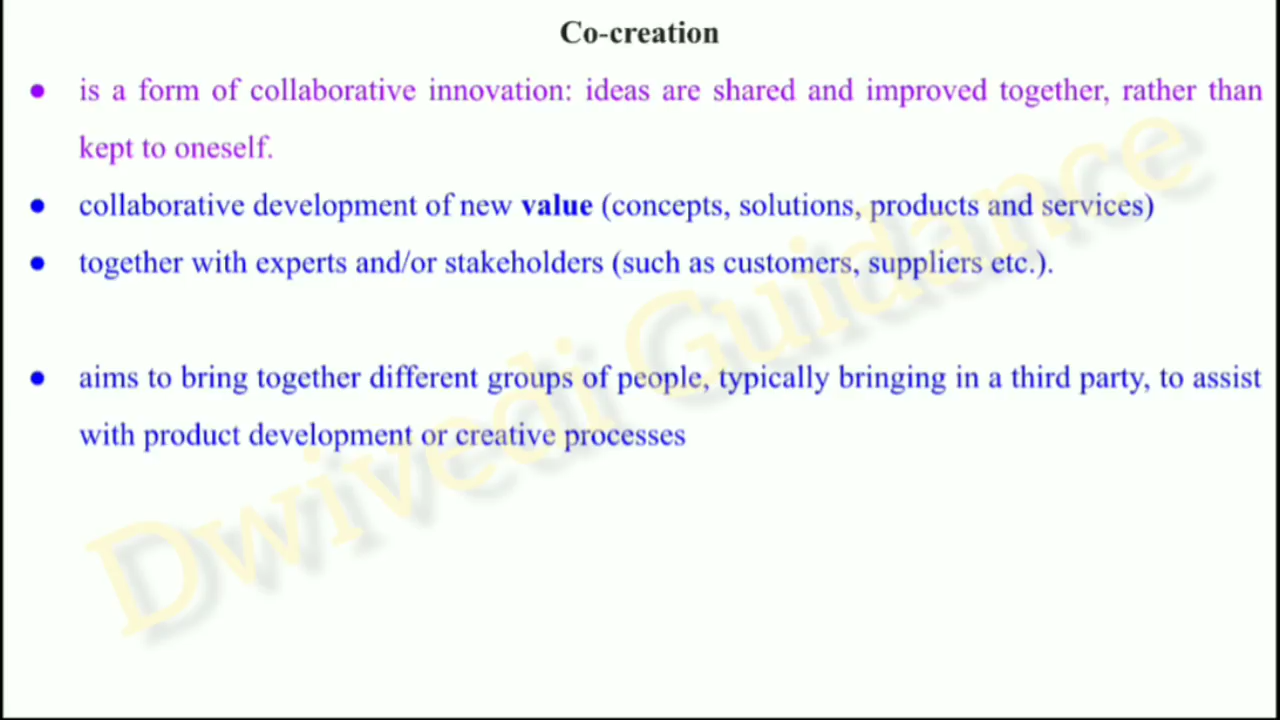 Co-creation
● is a form of collaborative innovation: ideas are shared and improved together, rather than
kept to oneself.
● collaborative development of new value (concepts, solutions, products and services)
● together with experts and/or stakeholders (such as customers, suppliers etc.).
● aims to bring together different groups of people, typically bringing in a third party, to assist
with product development or creative processes
Dwivedi Guidance